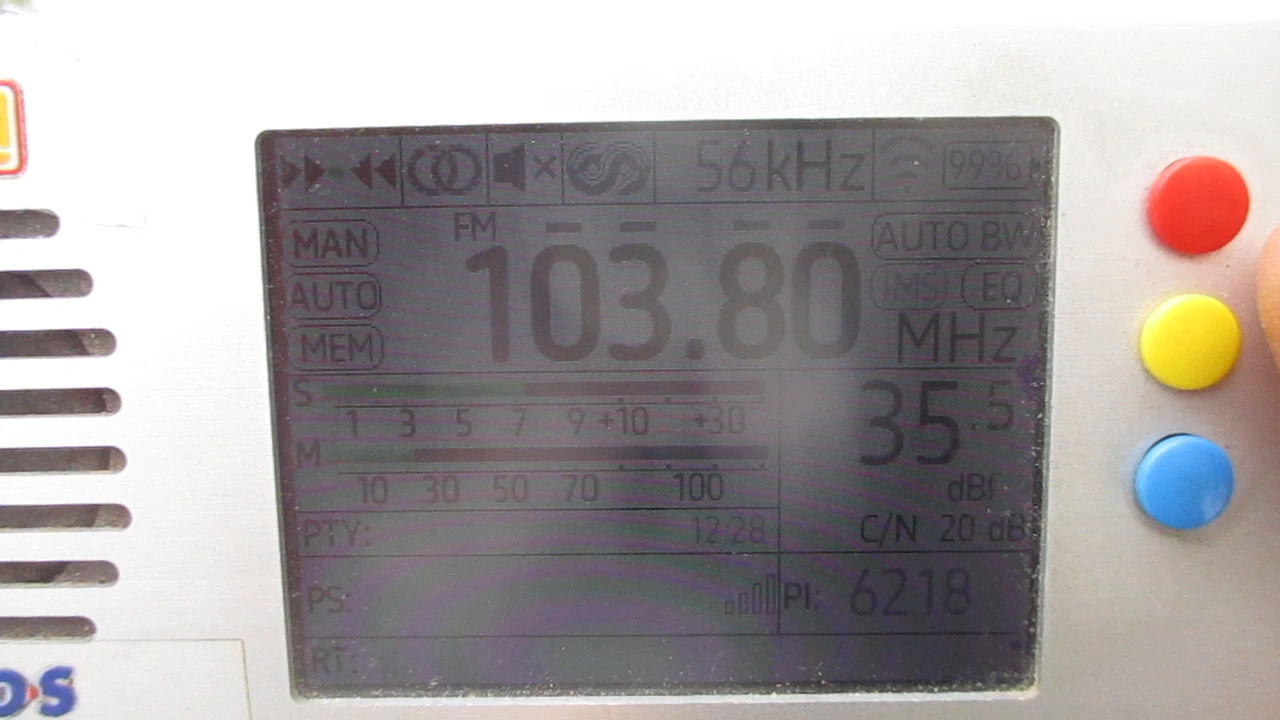 56kHz 99%
MAN FM 103.80 MHz AUTO BW
AUTO iMS EQ
MEM
S 1 3 5 7 9 +10 +30
M 10 30 50 70 100
35.5 dBf
PTY: 12:28 C/N 20 dB
PS: PI: 6218
RT: